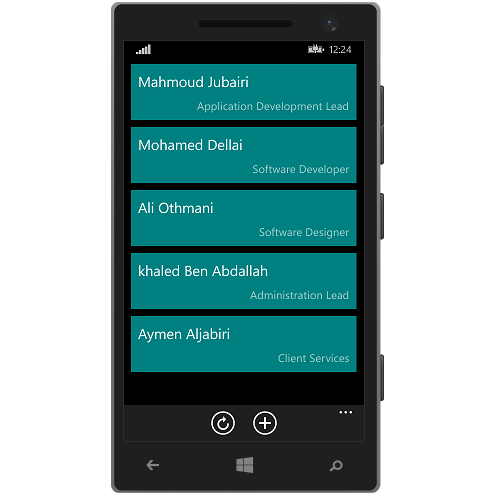 12:24
Mahmoud Jubairi
Application Development Lead
Mohamed Dellai
Software Developer
Ali Othmani
Software Designer
khaled Ben Abdallah
Administration Lead
Aymen Aljabiri
Client Services